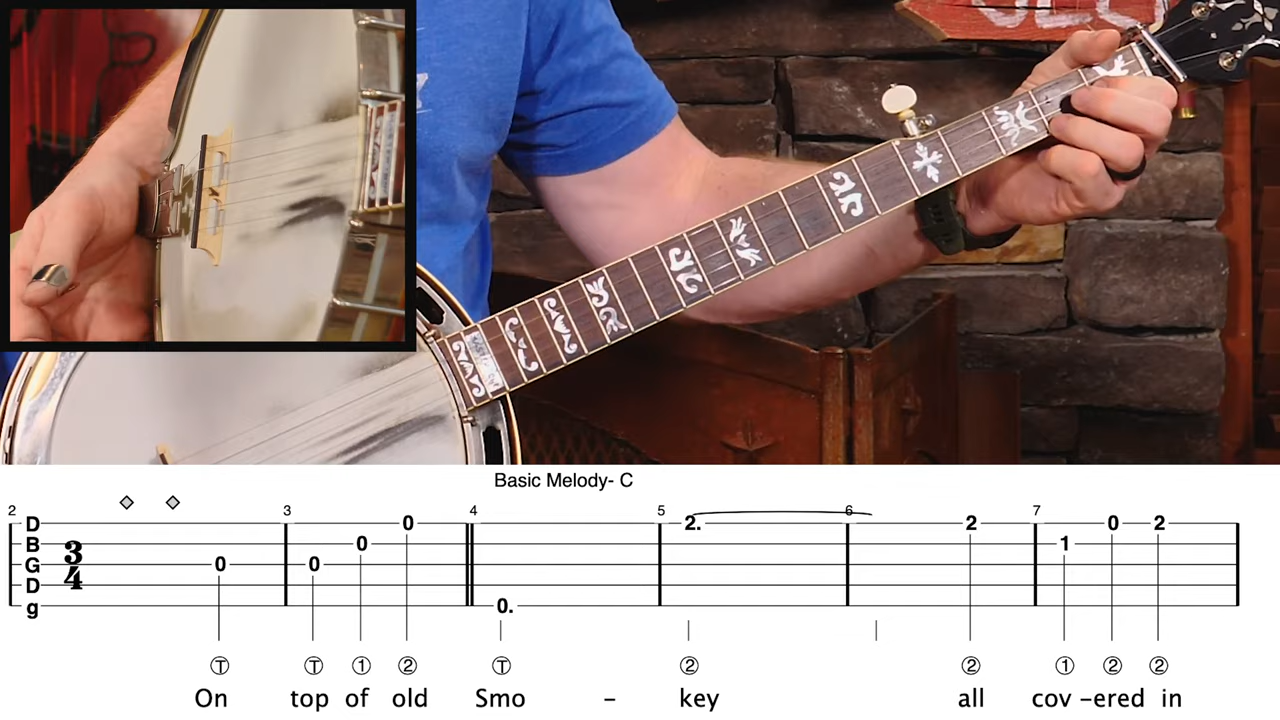 Basic Melody- C
2 3 4 5 6 7
D 0 2. 2 0 2
B 3 0 1
G 4 0 0
D
g 0.
T T 1 2 T 2 2 1 2 2
On top of old Smo - key all cov -ered in